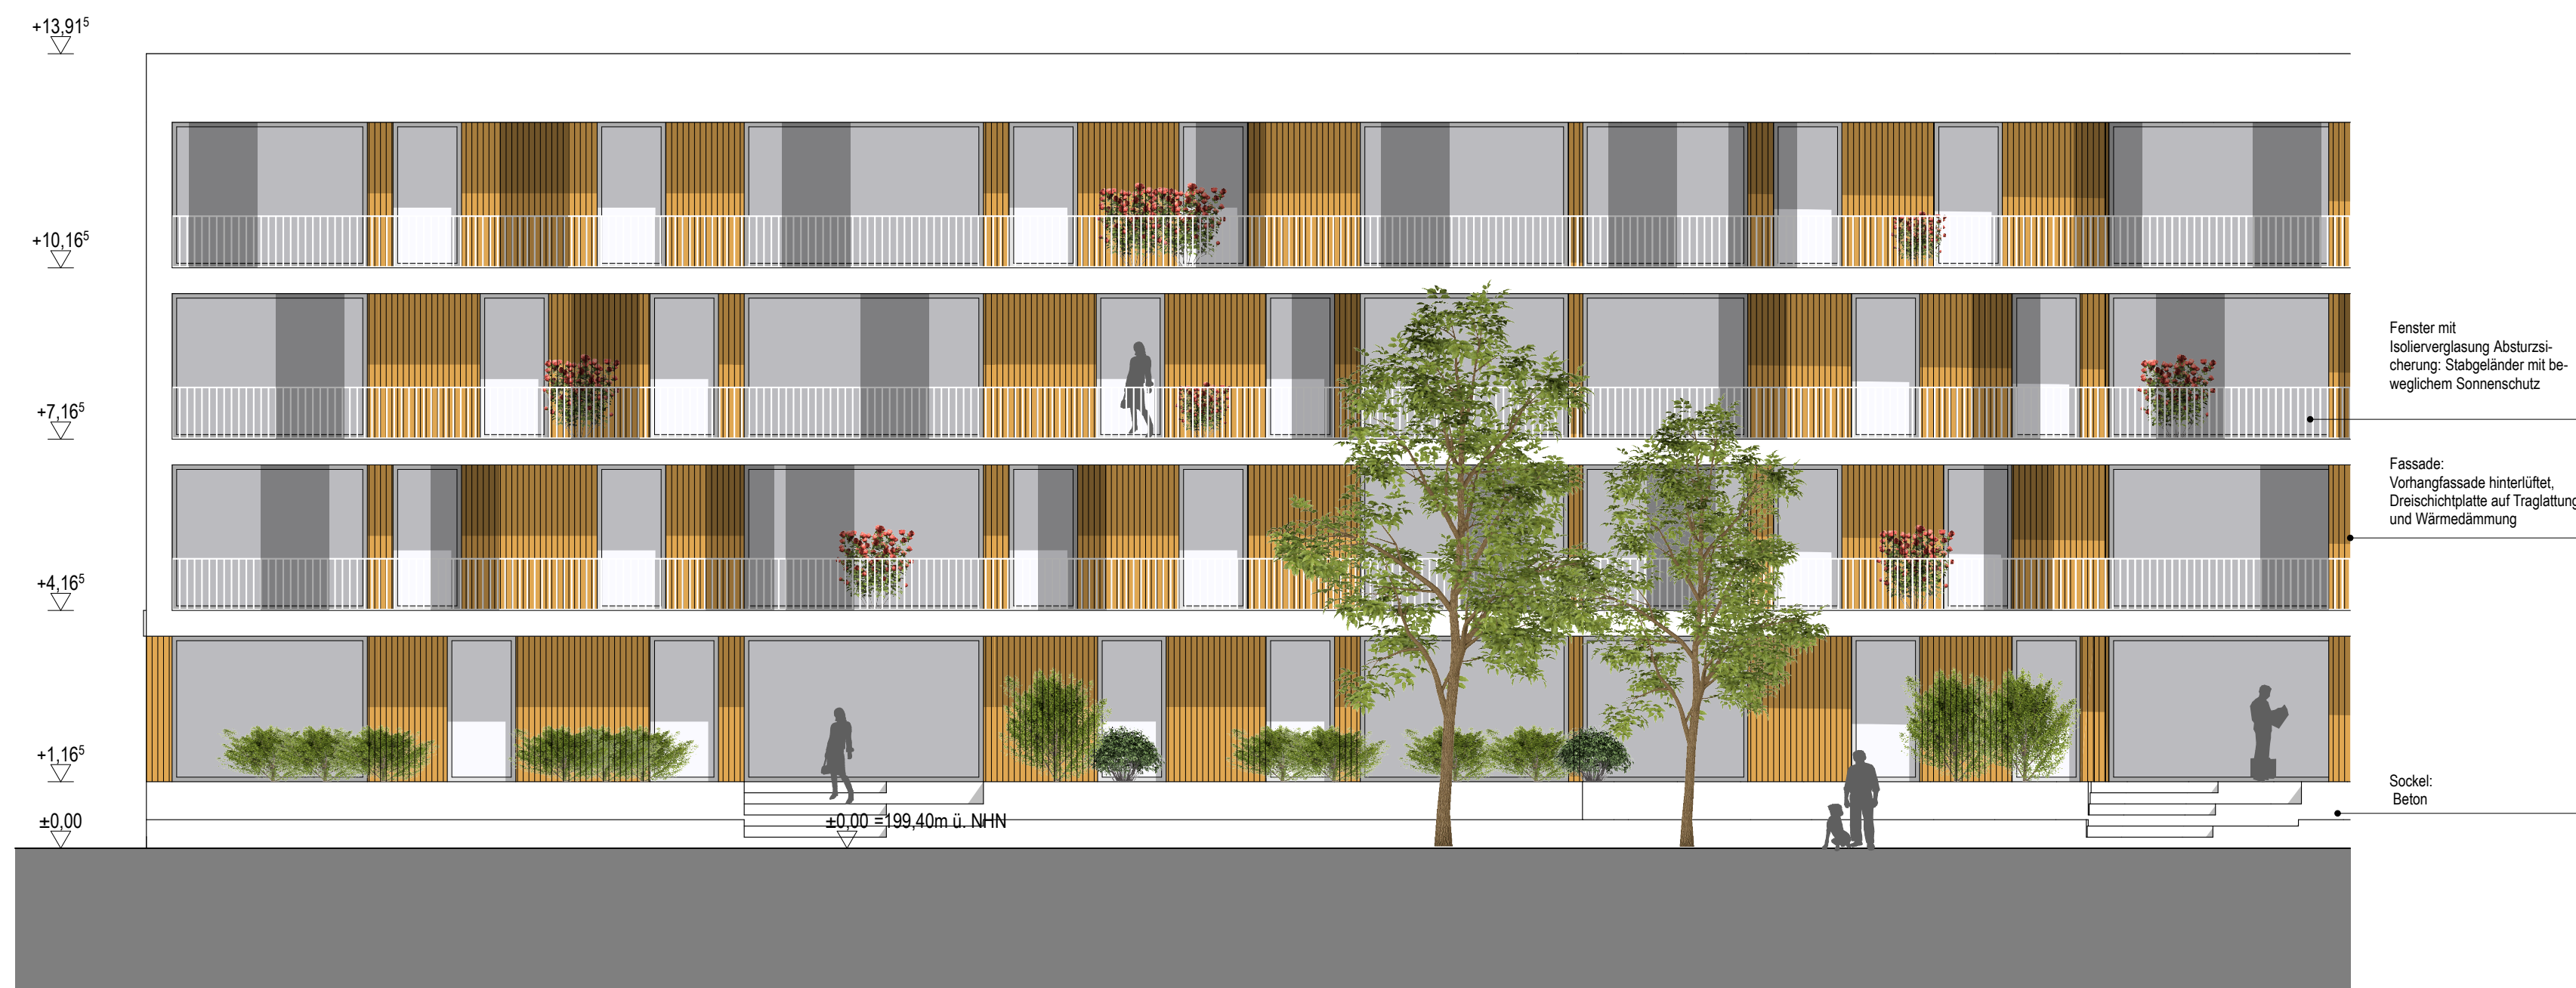 +13,91⁵
+10,16⁵
+7,16⁵
+4,16⁵
+1,16⁵
±0,00
±0,00 =199,40m ü. NHN
Fenster mit
Isolierverglasung Absturzsi-
cherung: Stabgeländer mit be-
weglichem Sonnenschutz
Fassade:
Vorhangfassade hinterlüftet,
Dreischichtplatte auf Traglattung
und Wärmedämmung
Sockel:
Beton